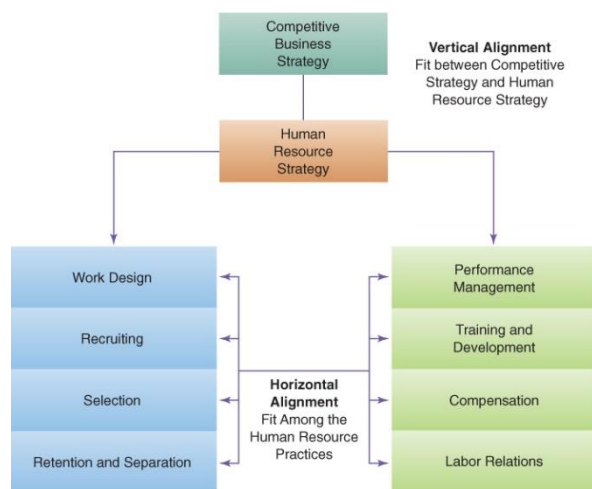 Competitive
Business
Strategy
Vertical Alignment
Fit between Competitive
Strategy and Human
Resource Strategy
Human
Resource
Strategy
Work Design
Recruiting
Selection
Retention and Separation
Horizontal
Alignment
Fit Among the
Human Resource
Practices
Performance
Management
Training and
Development
Compensation
Labor Relations